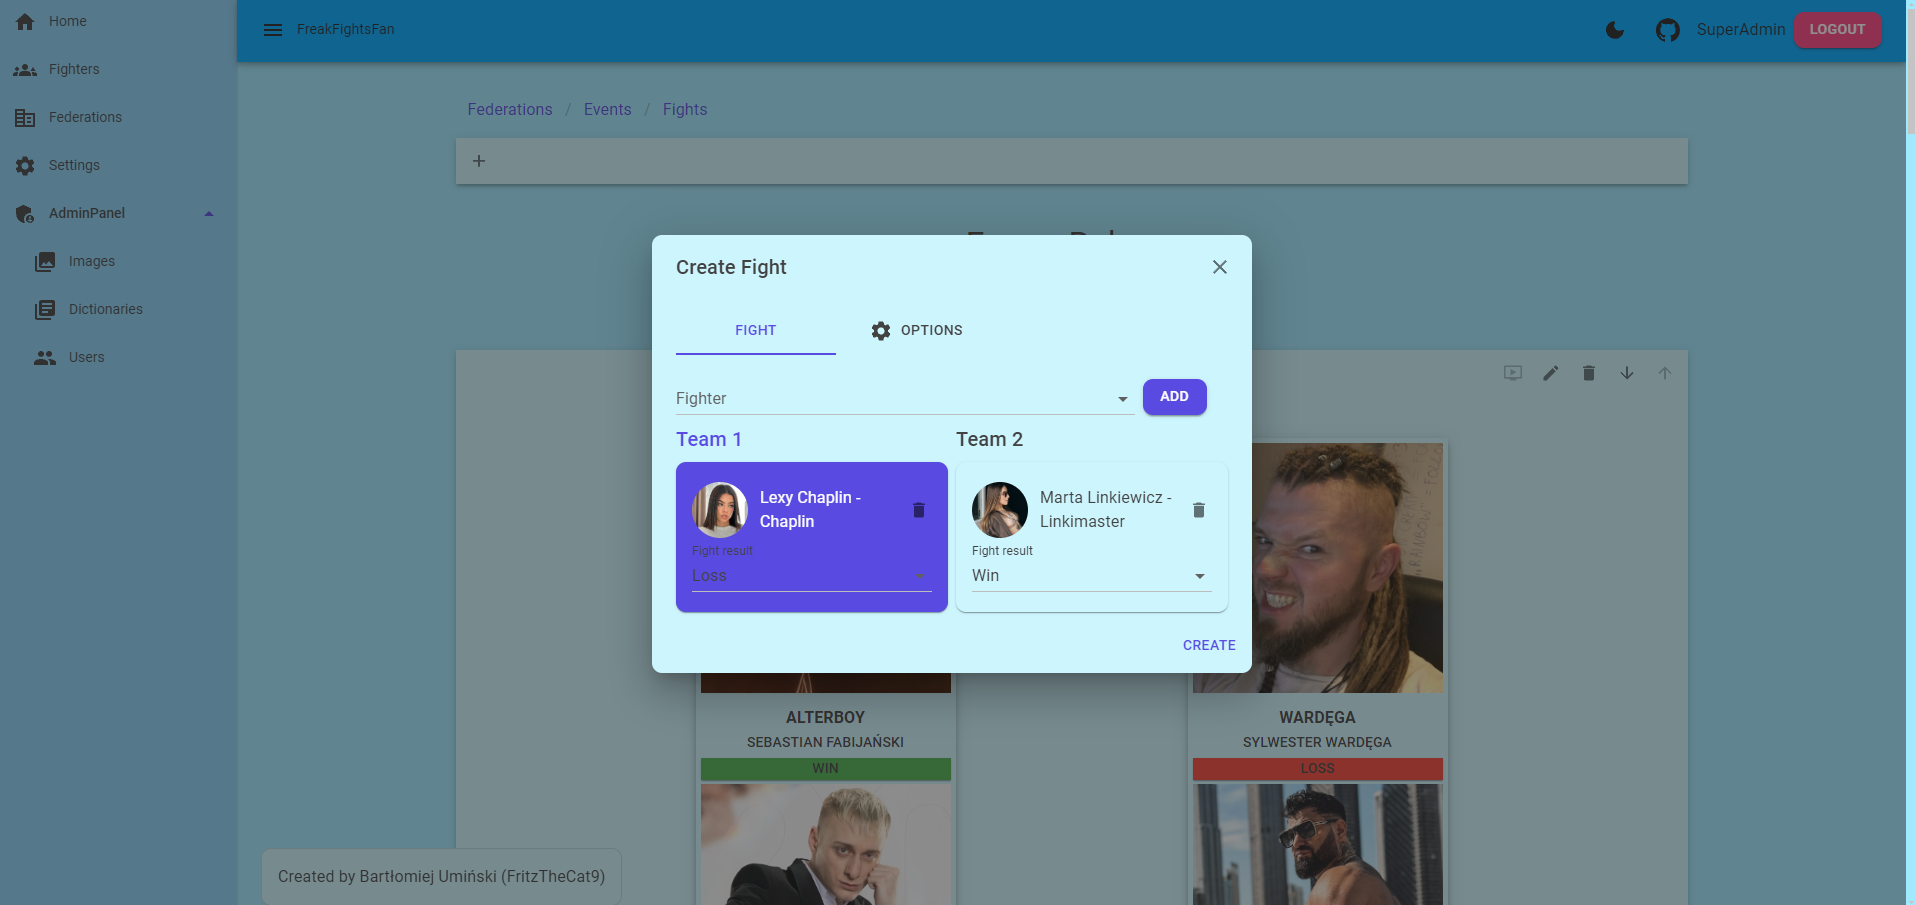 Home
Fighters
Federations
Settings
AdminPanel
Images
Dictionaries
Users
FreakFightsFan
SuperAdmin
LOGOUT
Federations / Events / Fights
Create Fight
FIGHT
OPTIONS
Fighter
ADD
Team 1
Team 2
Lexy Chaplin -
Chaplin
Fight result
Loss
Marta Linkiewicz -
Linkimaster
Fight result
Win
CREATE
ALTERBOY
SEBASTIAN FABIJAŃSKI
WIN
WARDĘGA
SYLWESTER WARDĘGA
LOSS
Created by Bartłomiej Umiński (FritzTheCat9)